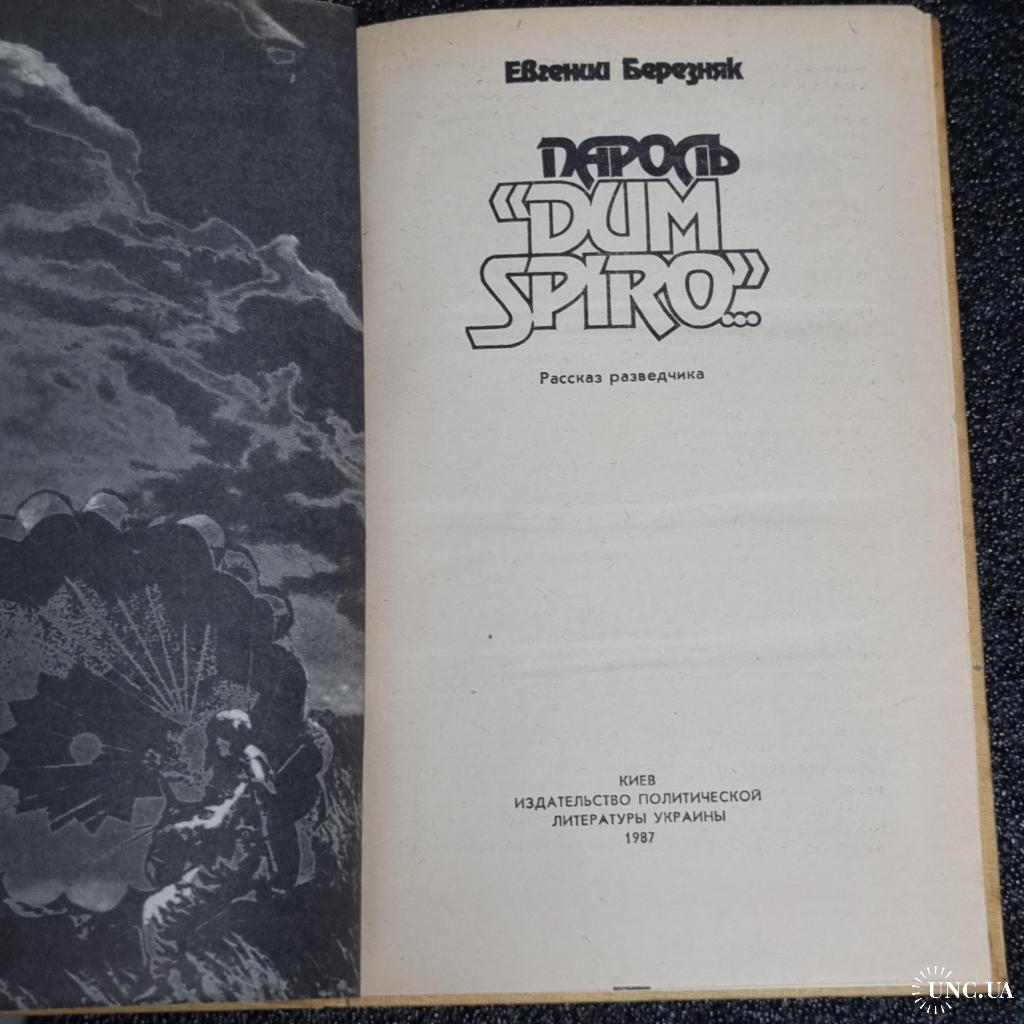 Евгений Березняк
ПАРОЛЬ
“DUM
SPIRO...”
Рассказ разведчика
КИЕВ
ИЗДАТЕЛЬСТВО ПОЛИТИЧЕСКОЙ
ЛИТЕРАТУРЫ УКРАИНЫ
1987
UNC.UA